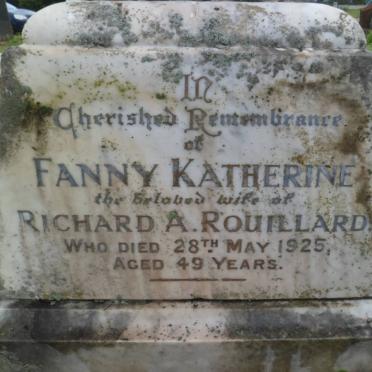 In
Cherished Remembrance
of
FANNY KATHERINE
the beloved wife of
RICHARD A. ROUILLARD
WHO DIED 28TH MAY 1925,
AGED 49 YEARS.